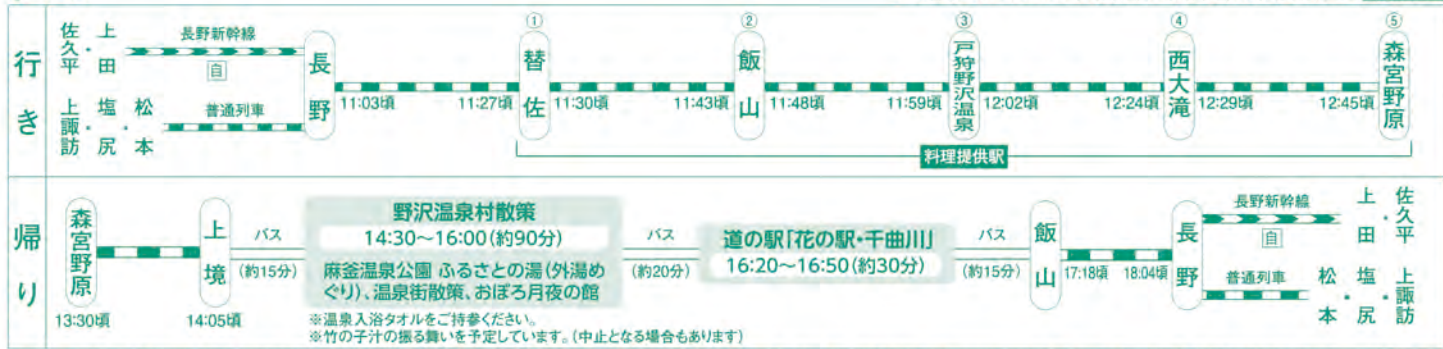 行き
佐久平・上田
長野新幹線
自
上諏訪・塩尻・松本
普通列車
長野
11:03頃
①
替佐
11:27頃
11:30頃
②
飯山
11:43頃
11:48頃
③
戸狩野沢温泉
11:59頃
12:02頃
④
西大滝
12:24頃
12:29頃
⑤
森宮野原
12:45頃
料理提供駅
帰り
森宮野原
13:30頃
上境
14:05頃
バス
(約15分)
野沢温泉村散策
14:30～16:00(約90分)
麻釜温泉公園 ふるさとの湯(外湯め
ぐり)、温泉街散策、おぼろ月夜の館
※温泉入浴タオルをご持参ください。
※竹の子汁の振る舞いを予定しています。(中止となる場合もあります)
バス
(約20分)
道の駅「花の駅・千曲川」
16:20～16:50(約30分)
バス
(約15分)
飯山
17:18頃
18:04頃
長野
長野新幹線
自
上田・佐久平
普通列車
松本・塩尻・上諏訪